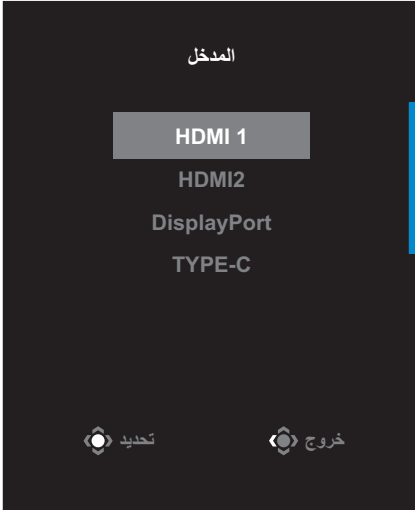 المدخل
HDMI 1
HDMI2
DisplayPort
TYPE-C
خروج تحديد